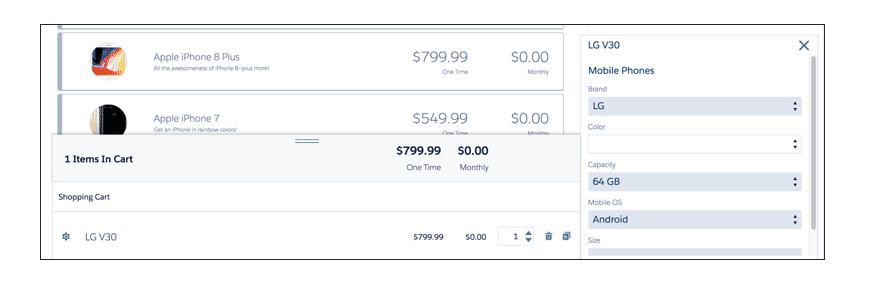 Apple iPhone 8 Plus
All the awesomeness of iPhone 8-plus more!
$799.99
One Time
$0.00
Monthly
Apple iPhone 7
Get an iPhone in rainbow colors!
$549.99
One Time
$0.00
Monthly
1 Items In Cart
$799.99 $0.00
One Time Monthly
Shopping Cart
LG V30 $799.99 $0.00 1
LG V30
Mobile Phones
Brand
LG
Color
Capacity
64 GB
Mobile OS
Android
Size